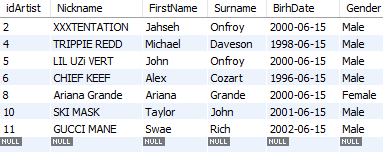 idArtist Nickname FirstName Surname BirhDate Gender
2 XXXTENTATION Jahseh Onfroy 2000-06-15 Male
4 TRIPPIE REDD Michael Daveson 1998-06-15 Male
5 LIL UZi VERT John Onfroy 2000-06-15 Male
6 CHIEF KEEF Alex Cozart 1996-06-15 Male
8 Ariana Grande Ariana Grande 2000-06-15 Female
10 SKI MASK Taylor John 2001-06-15 Male
11 GUCCI MANE Swae Rich 2002-06-15 Male
NULL NULL NULL NULL NULL NULL